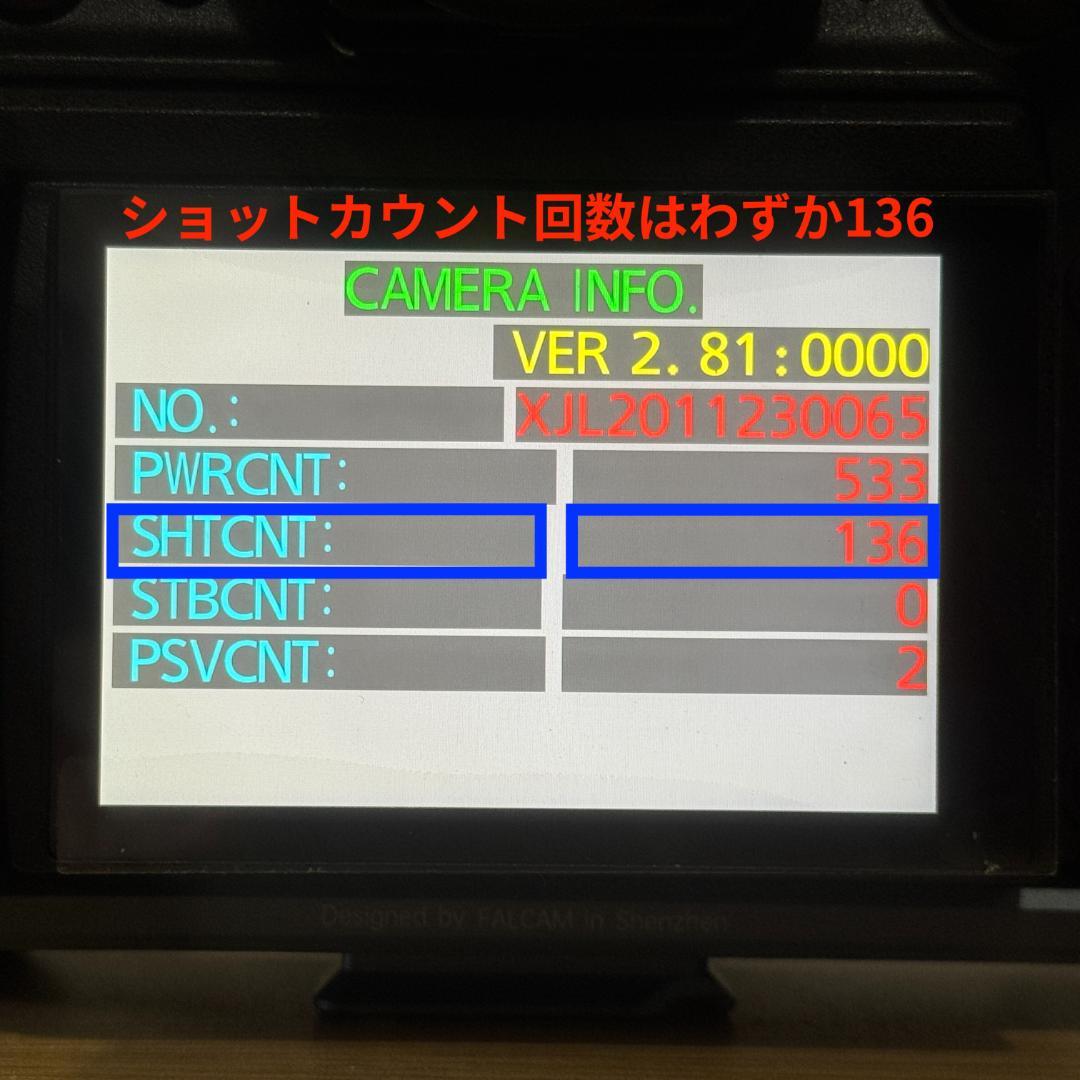 ショットカウント回数はわずか136
CAMERA INFO.
VER 2.81:0000
NO.: XJL2011230065
PWRCNT: 533
SHTCNT: 136
STBCNT: 0
PSVCNT: 2
Designed by FALCAM in Shenzhen